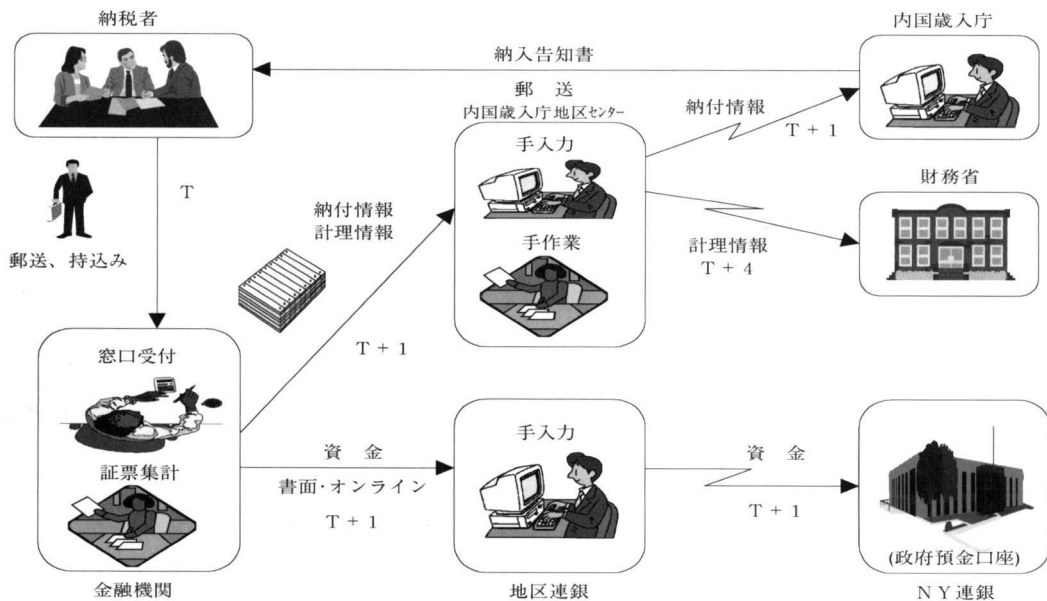 納税者
内国歳入庁
納入告知書
郵 送
内国歳入庁地区センター
手入力
納付情報
T + 1
財務省
T
納付情報
計理情報
手作業
計理情報
T + 4
郵送、持込み
T + 1
窓口受付
証票集計
資 金
書面・オンライン
T + 1
手入力
資 金
T + 1
(政府預金口座)
金融機関
地区連銀
NY連銀